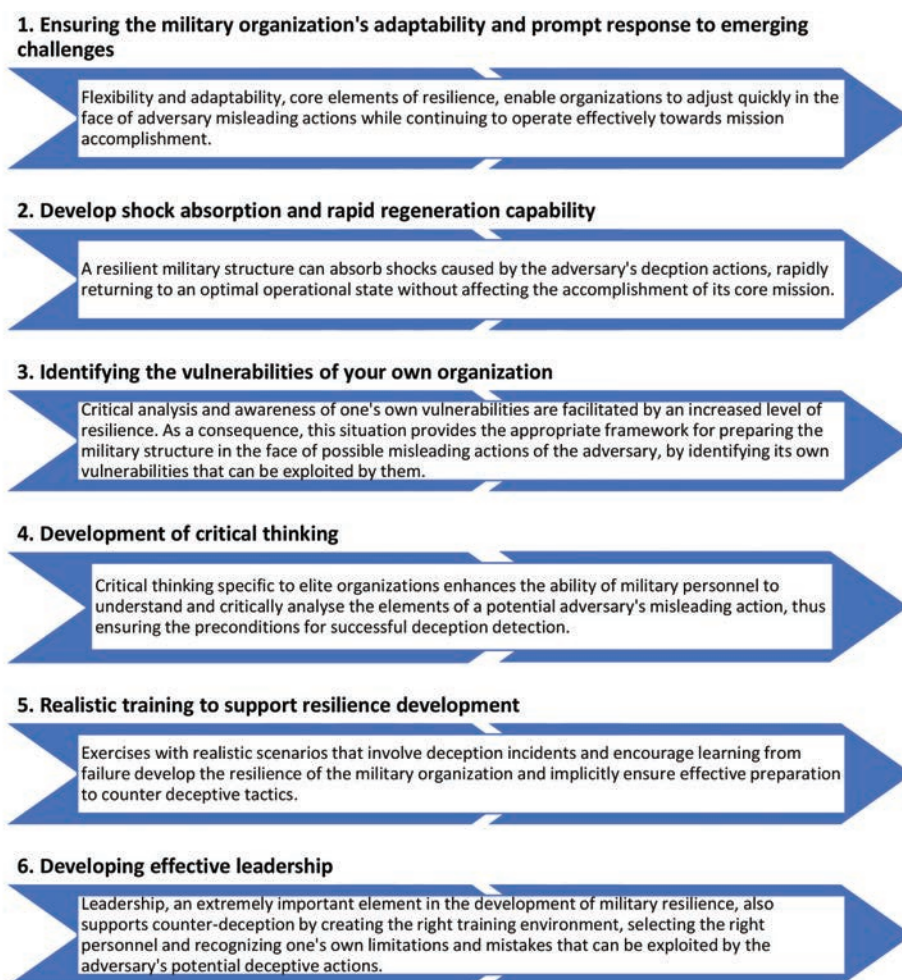 1. Ensuring the military organization's adaptability and prompt response to emerging
challenges
Flexibility and adaptability, core elements of resilience, enable organizations to adjust quickly in the
face of adversary misleading actions while continuing to operate effectively towards mission
accomplishment.
2. Develop shock absorption and rapid regeneration capability
A resilient military structure can absorb shocks caused by the adversary's decption actions, rapidly
returning to an optimal operational state without affecting the accomplishment of its core mission.
3. Identifying the vulnerabilities of your own organization
Critical analysis and awareness of one's own vulnerabilities are facilitated by an increased level of
resilience. As a consequence, this situation provides the appropriate framework for preparing the
military structure in the face of possible misleading actions of the adversary, by identifying its own
vulnerabilities that can be exploited by them.
4. Development of critical thinking
Critical thinking specific to elite organizations enhances the ability of military personnel to
understand and critically analyse the elements of a potential adversary's misleading action, thus
ensuring the preconditions for successful deception detection.
5. Realistic training to support resilience development
Exercises with realistic scenarios that involve deception incidents and encourage learning from
failure develop the resilience of the military organization and implicitly ensure effective preparation
to counter deceptive tactics.
6. Developing effective leadership
Leadership, an extremely important element in the development of military resilience, also
supports counter-deception by creating the right training environment, selecting the right
personnel and recognizing one's own limitations and mistakes that can be exploited by the
adversary's potential deceptive actions.